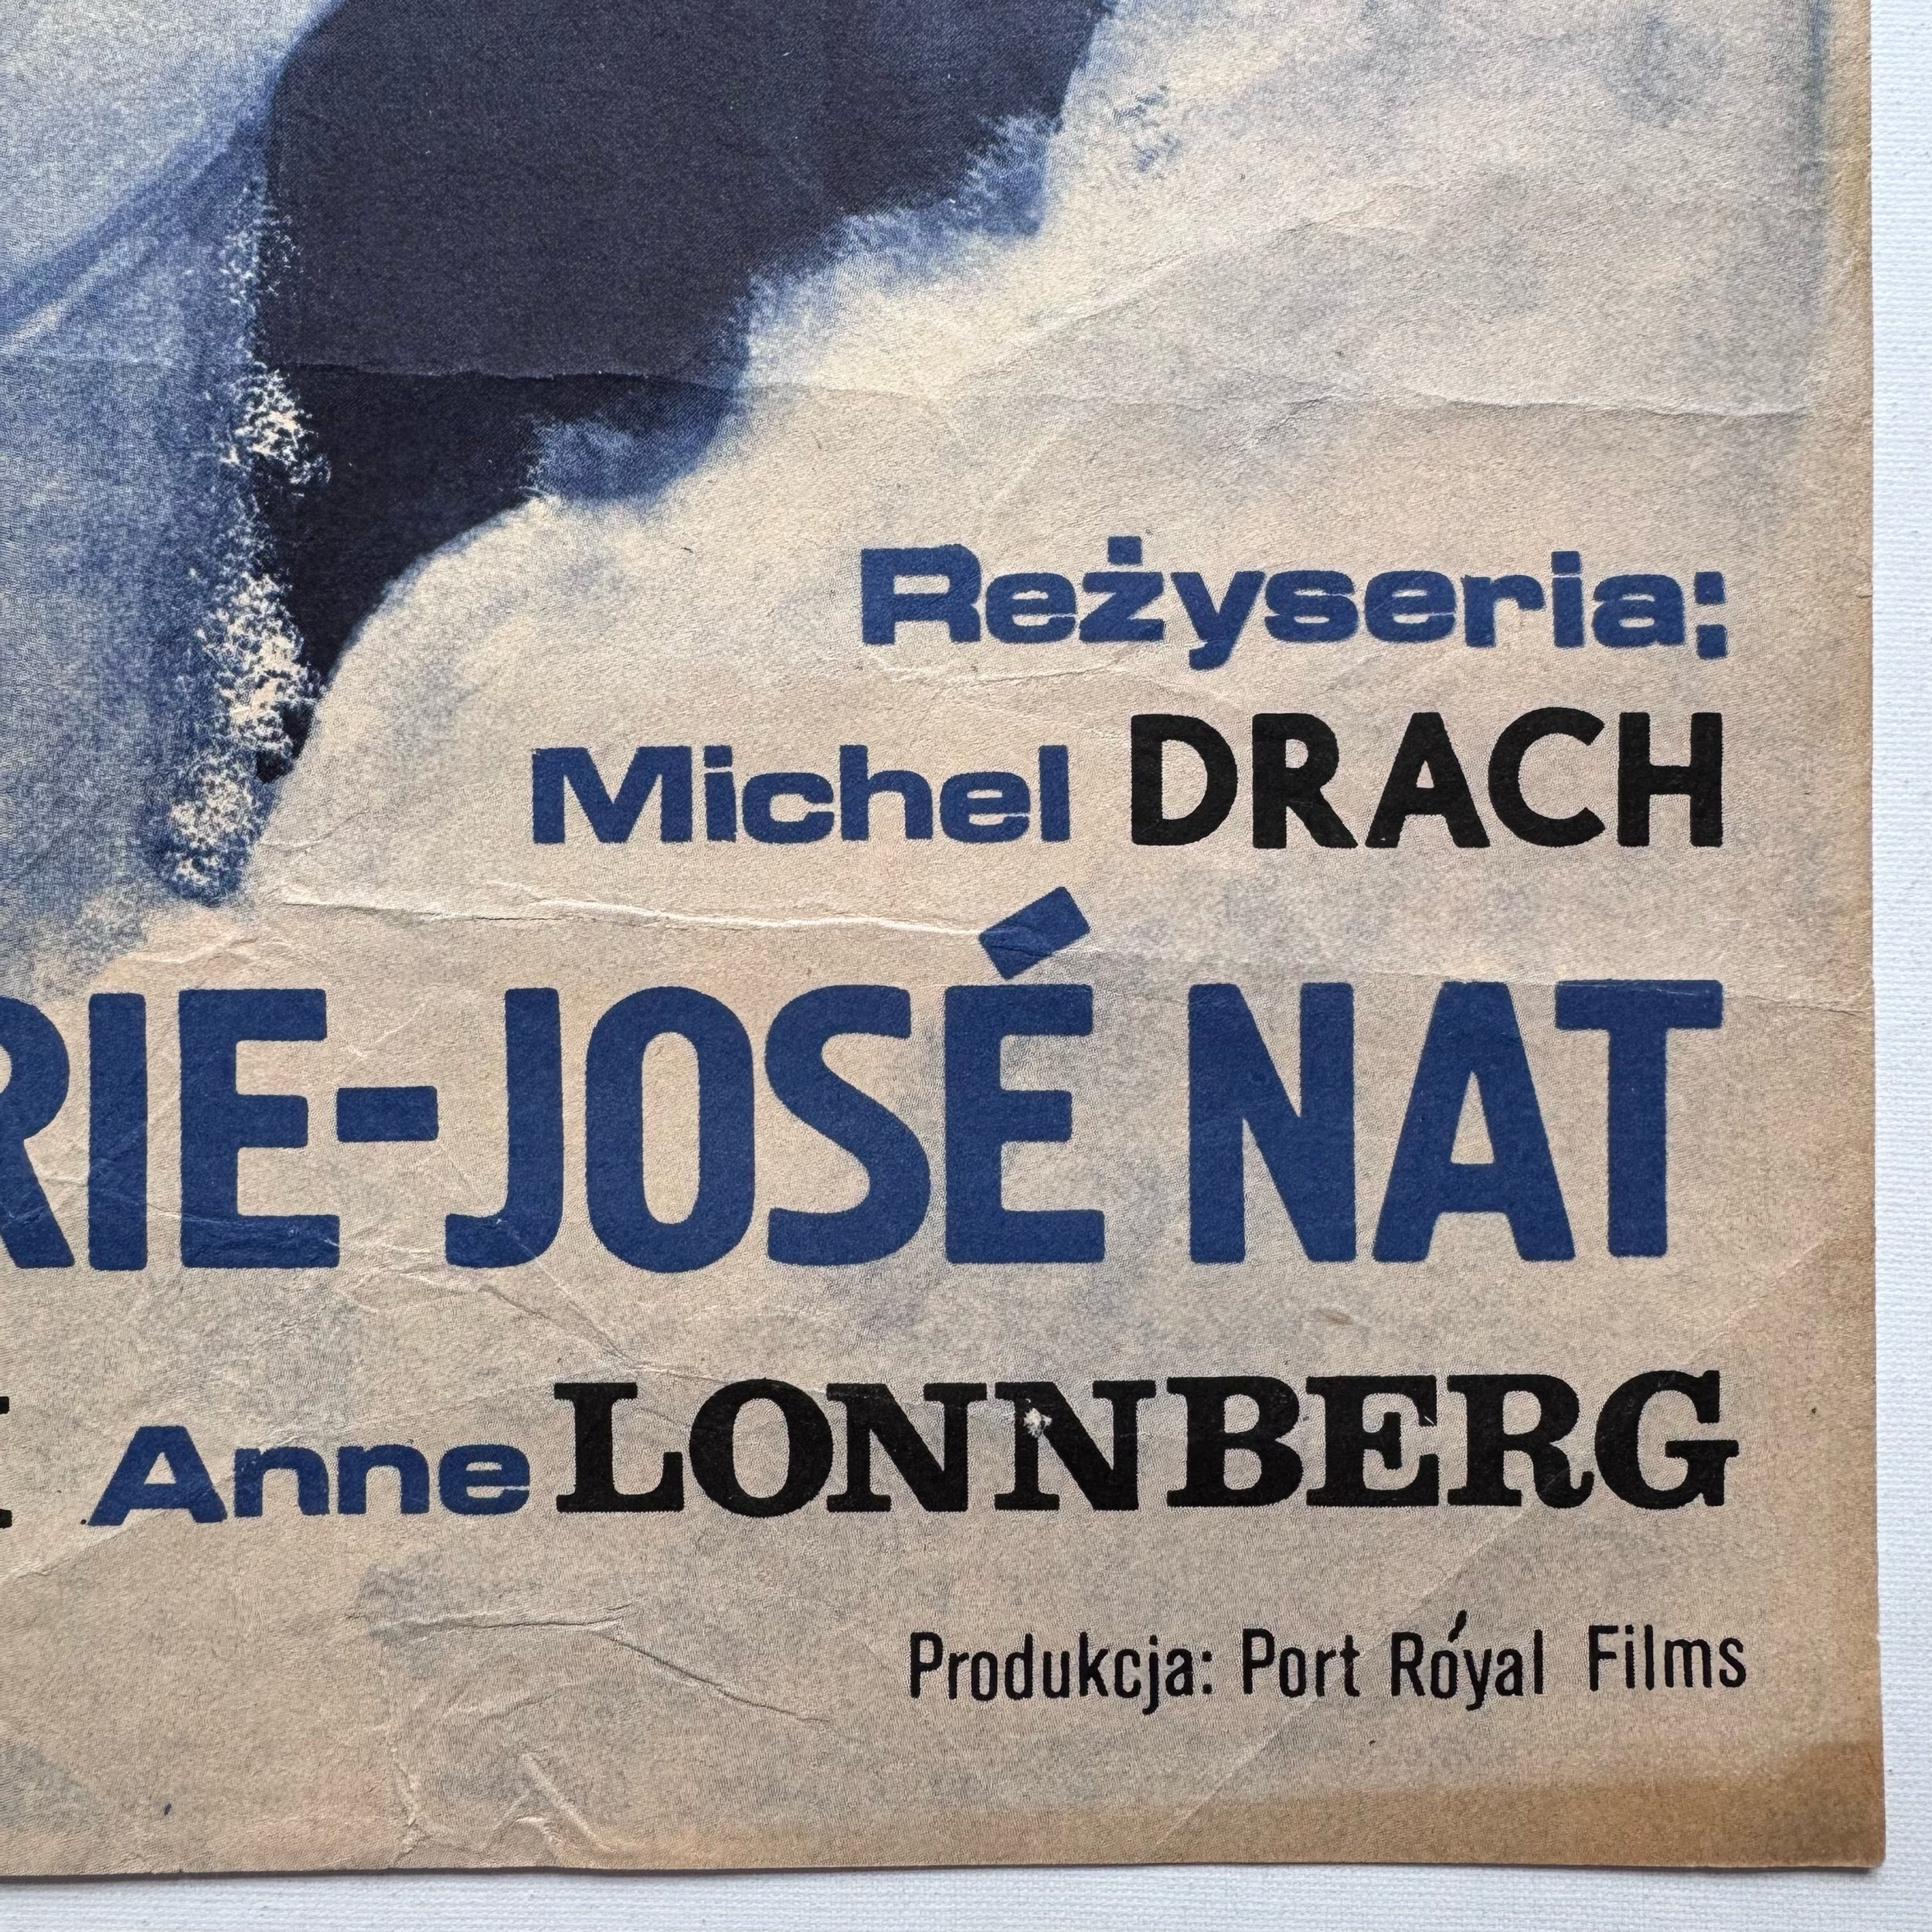 Reżyseria:
Michel DRACH
RIE-JOSÉ NAT
Anne LONNBERG
Produkcja: Port Róyal Films